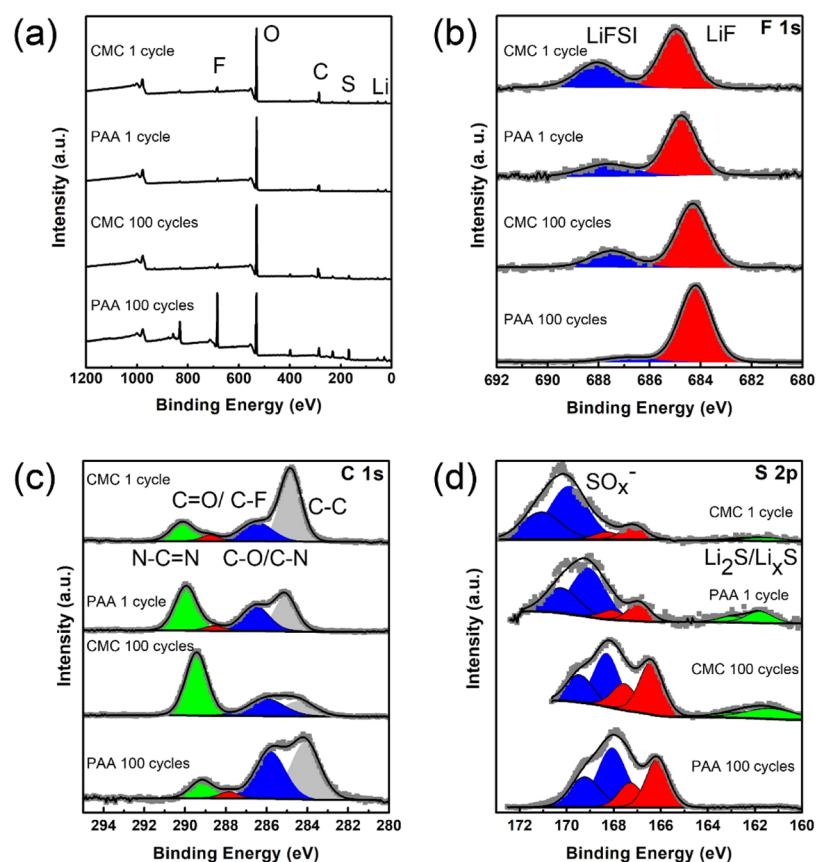 (a)
CMC 1 cycle
O
F
C
S
Li
PAA 1 cycle
CMC 100 cycles
PAA 100 cycles
Intensity (a.u.)
1200 1000 800 600 400 200 0
Binding Energy (eV)
(b)
LiFSI
LiF
F 1s
CMC 1 cycle
PAA 1 cycle
CMC 100 cycles
PAA 100 cycles
Intensity (a. u.)
692 690 688 686 684 682 680
Binding Energy (eV)
(c)
CMC 1 cycle
C 1s
C=O/ C-F
C-C
N-C=N
C-O/C-N
PAA 1 cycle
CMC 100 cycles
PAA 100 cycles
Intensity (a.u.)
294 292 290 288 286 284 282 280
Binding Energy (eV)
(d)
S 2p
SOx-
CMC 1 cycle
Li2S/LixS
PAA 1 cycle
CMC 100 cycles
PAA 100 cycles
Intensity (a.u.)
172 170 168 166 164 162 160
Binding Energy (eV)